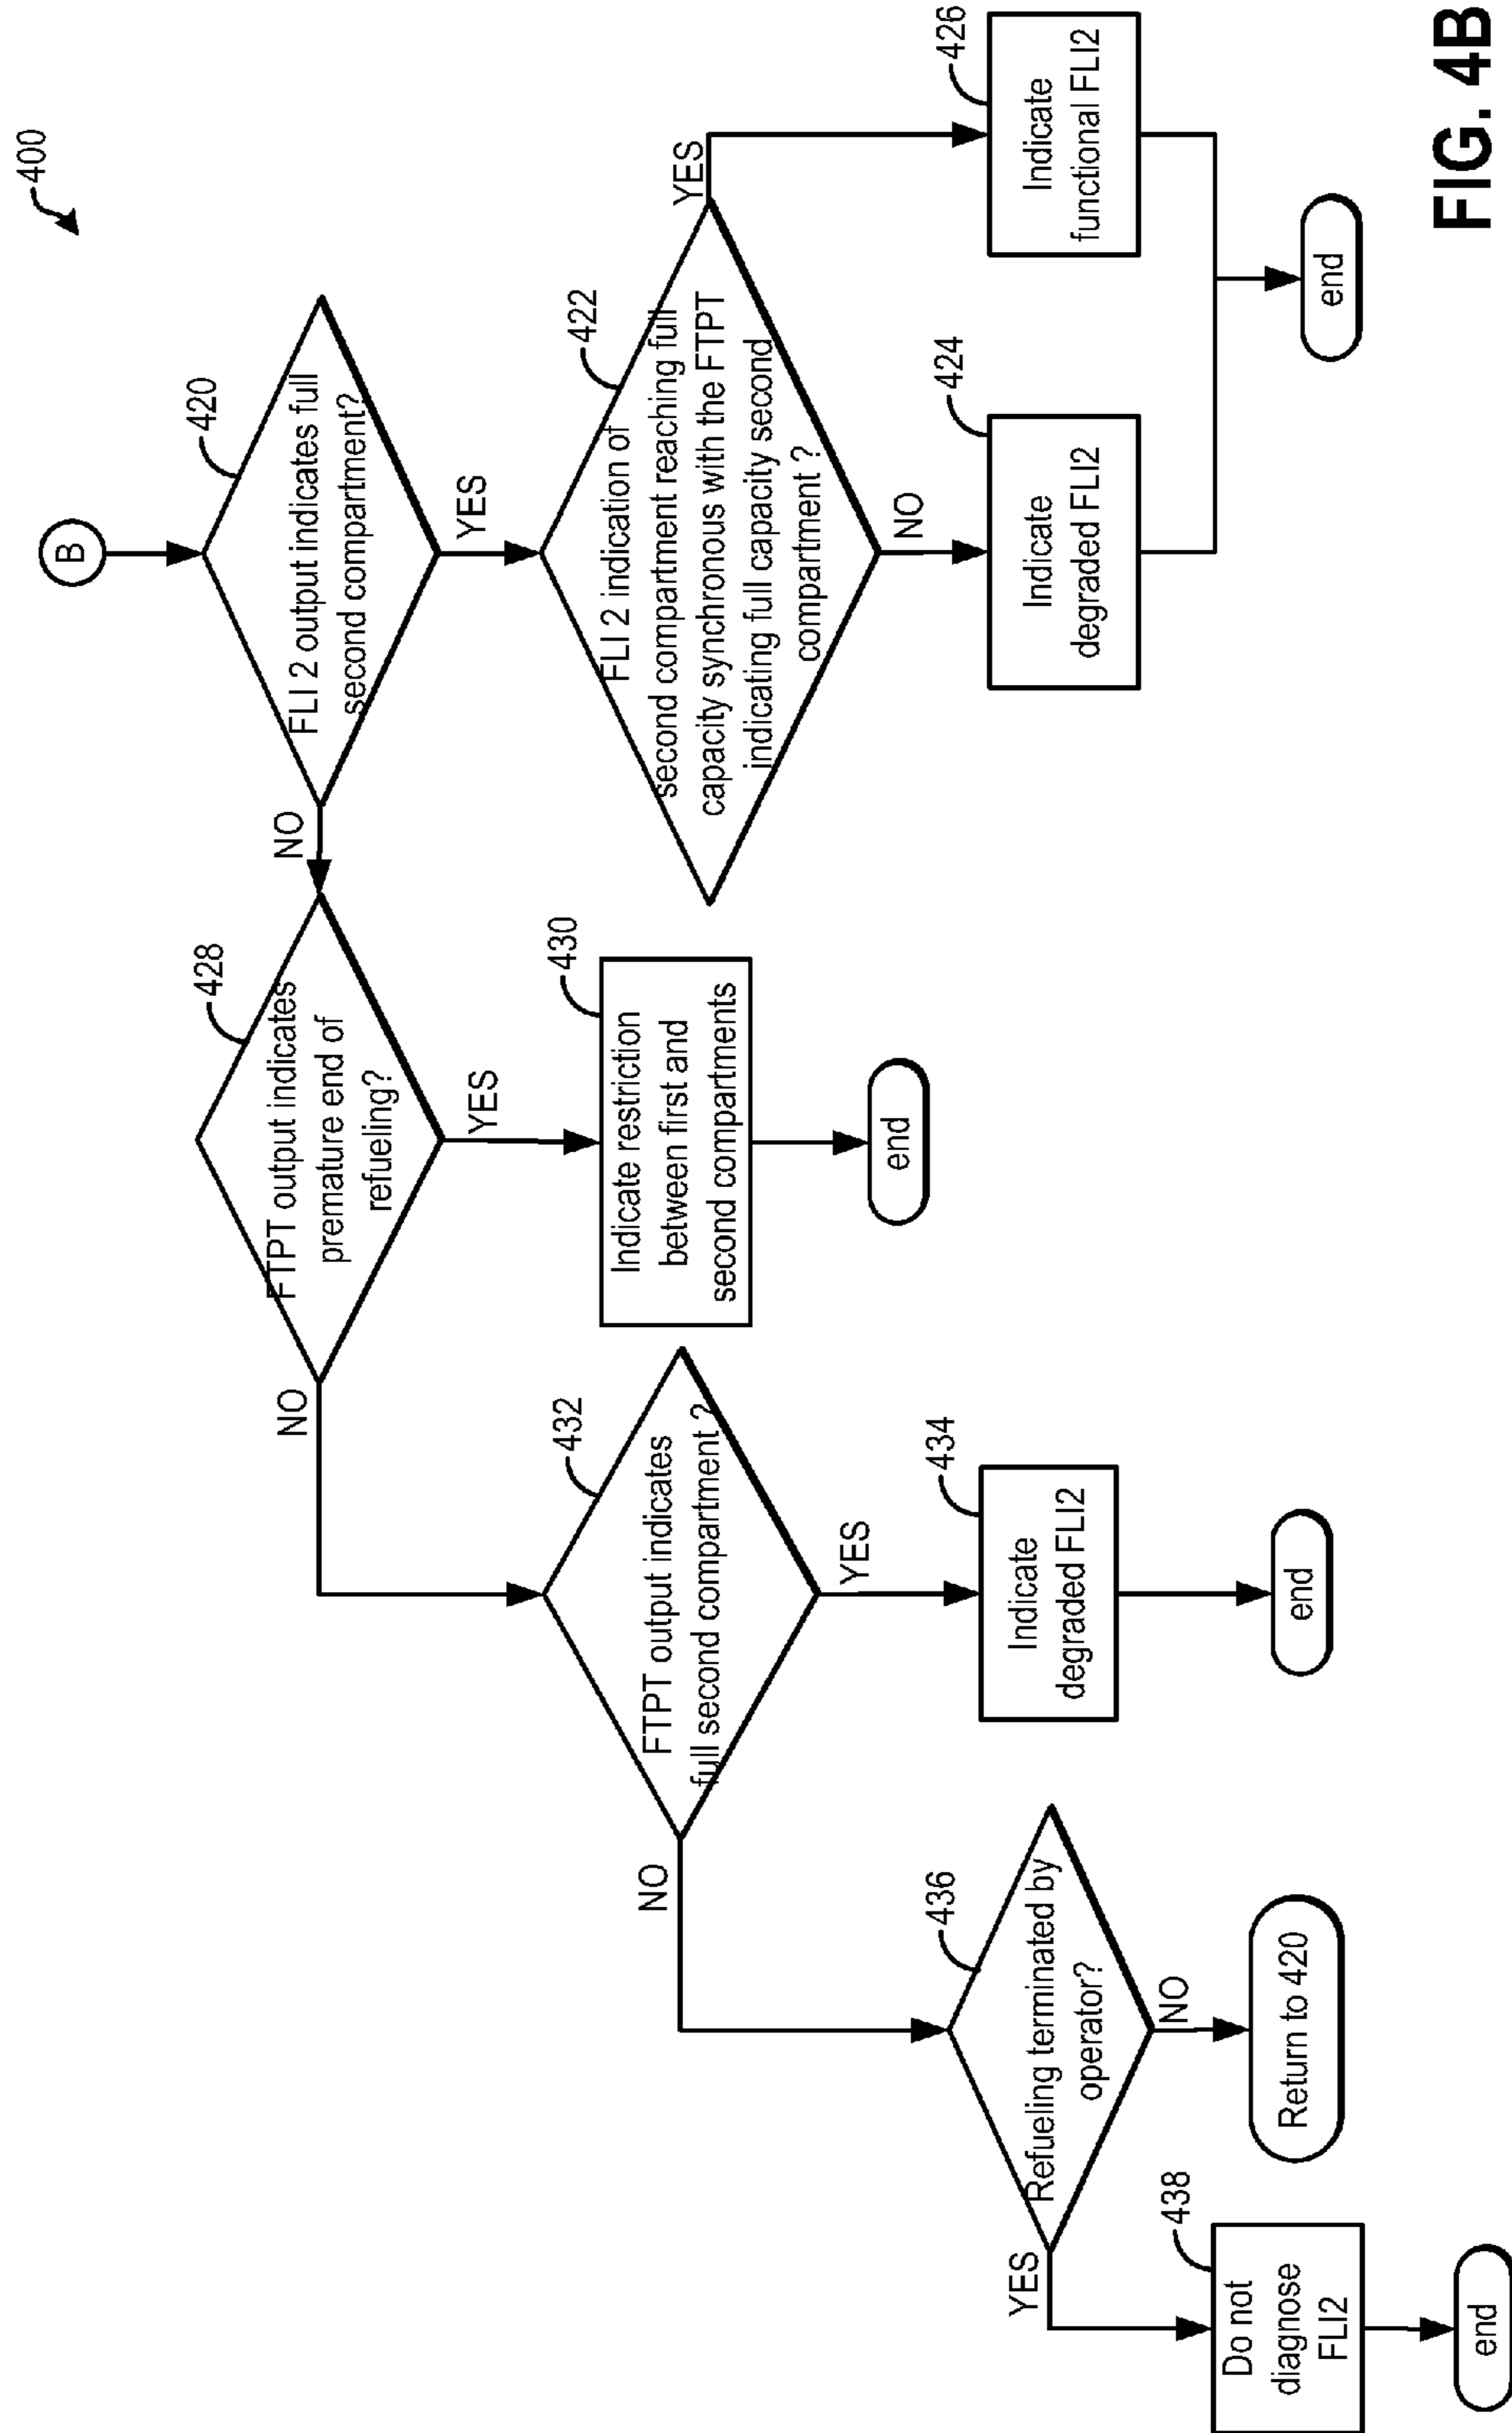 400
B
420
FLI 2 output indicates full
second compartment?
NO
YES
428
FTPT output indicates
premature end of
refueling?
NO
YES
422
FLI 2 indication of
second compartment reaching full
capacity synchronous with the FTPT
indicating full capacity second
compartment ?
YES
NO
430
Indicate restriction
between first and
second compartments
end
432
FTPT output indicates
full second compartment ?
NO
YES
424
Indicate
degraded FLI2
426
Indicate
functional FLI2
end
434
Indicate
degraded FLI2
end
436
Refueling terminated by
operator?
YES
NO
438
Do not
diagnose
FLI2
end
Return to 420
FIG. 4B